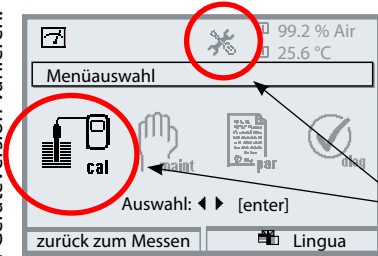 99.2 % Air
25.6 °C
Menüauswahl
cal
maint
par
diag
Auswahl: [enter]
zurück zum Messen
Lingua